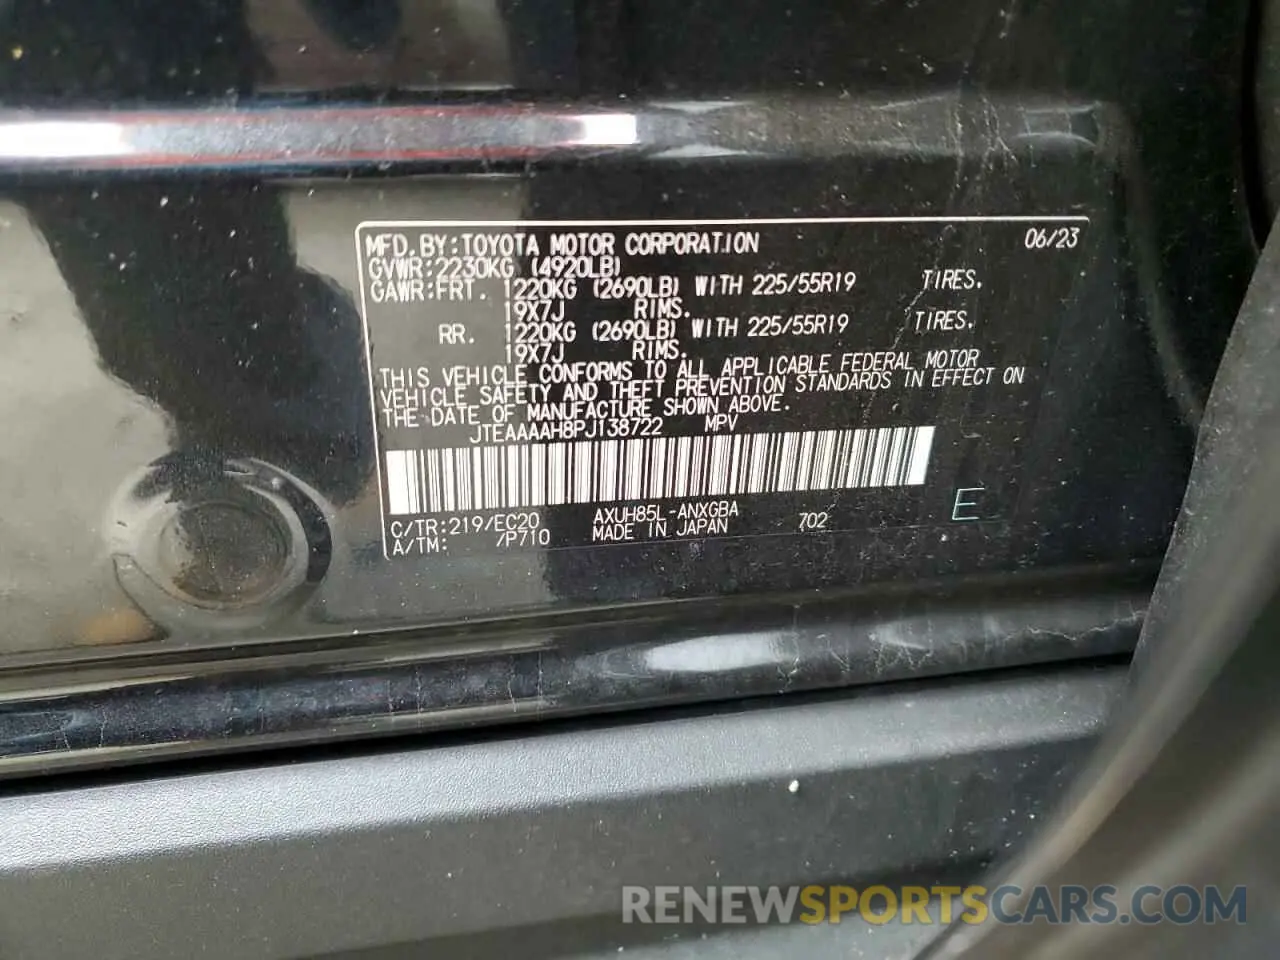 MFD.BY:TOYOTA MOTOR CORPORATION 06/23
GVWR:2230KG (4920LB)
GAWR:FRT. 1220KG (2690LB) WITH 225/55R19 TIRES.
19X7J RIMS.
RR. 1220KG (2690LB) WITH 225/55R19 TIRES.
19X7J RIMS.
THIS VEHICLE CONFORMS TO ALL APPLICABLE FEDERAL MOTOR
VEHICLE SAFETY AND THEFT PREVENTION STANDARDS IN EFFECT ON
THE DATE OF MANUFACTURE SHOWN ABOVE.
JTEAAAAH8PJ138722 MPV
C/TR:219/EC20 AXUH85L-ANXGBA
A/TM: /P710 MADE IN JAPAN 702 E
RENEWSPORTSCARS.COM